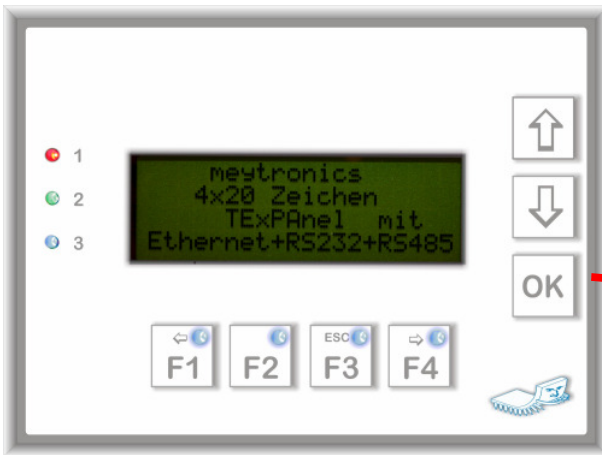 1
2
3
meytronics
4x20 Zeichen
TExPAnel mit
Ethernet+RS232+RS485
OK
F1
F2
ESC
F3
F4